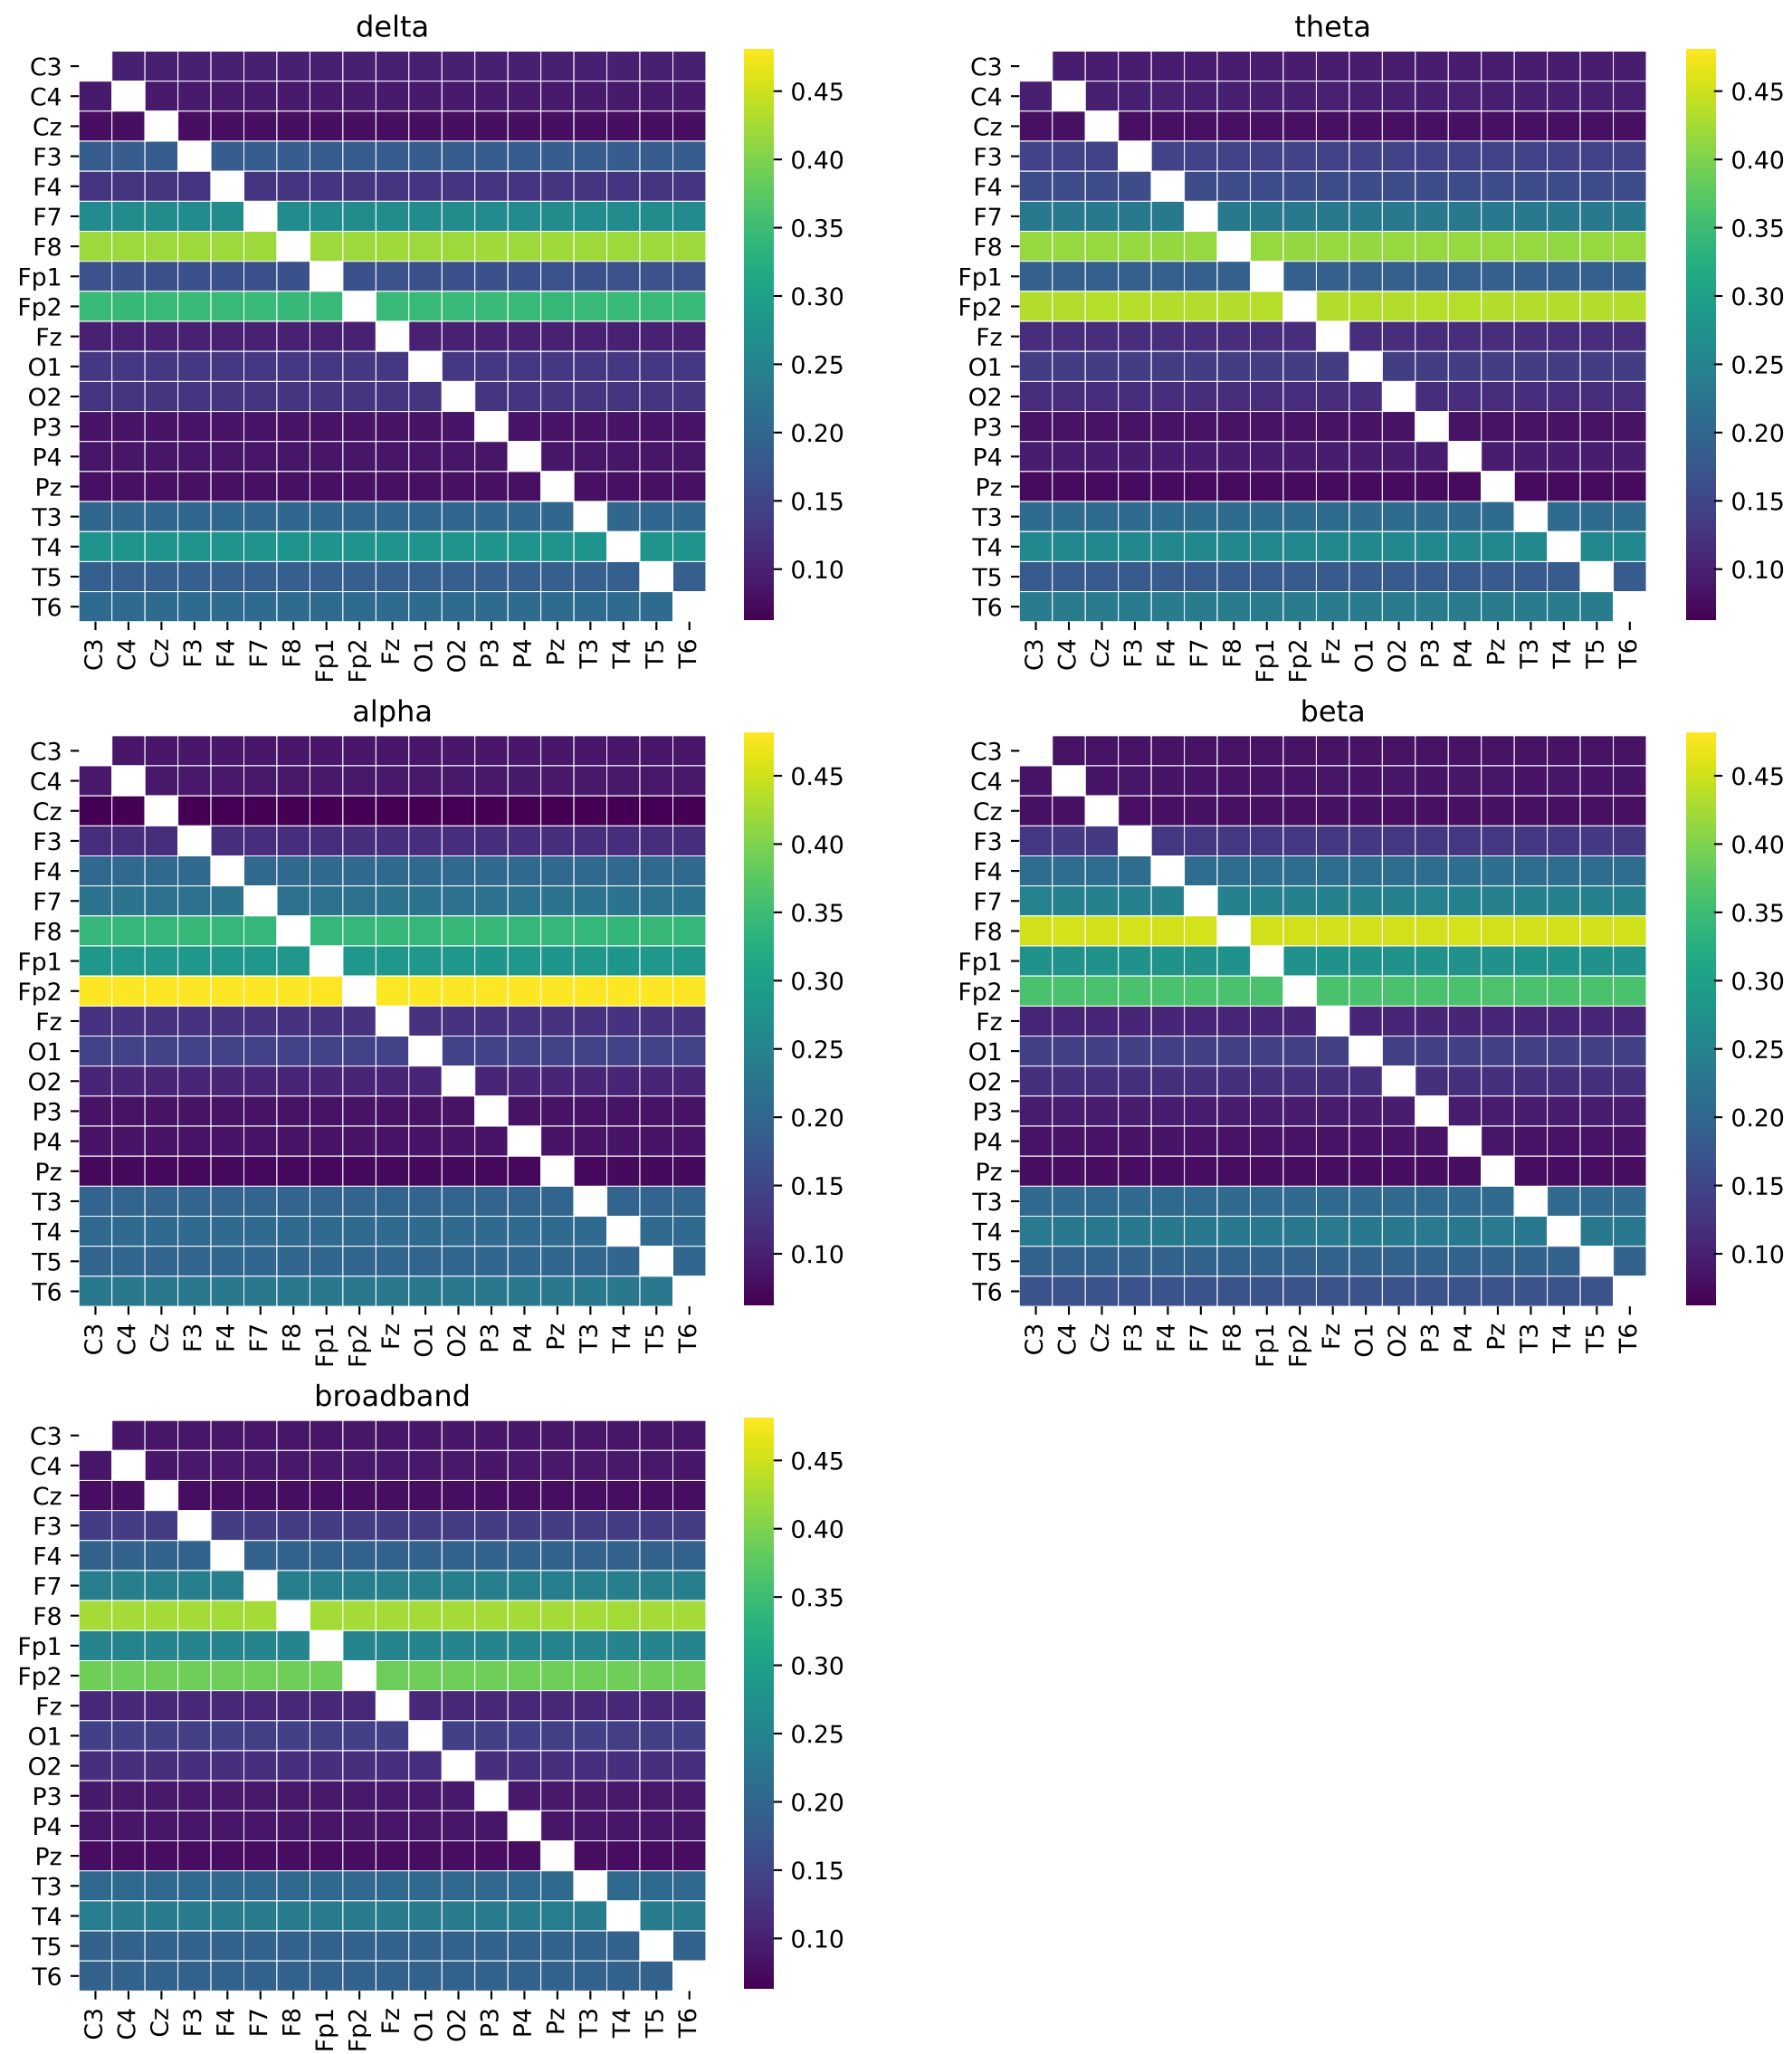 delta
C3
C4
Cz
F3
F4
F7
F8
Fp1
Fp2
Fz
O1
O2
P3
P4
Pz
T3
T4
T5
T6
C3 C4 Cz F3 F4 F7 F8 Fp1 Fp2 Fz O1 O2 P3 P4 Pz T3 T4 T5 T6
0.45
0.40
0.35
0.30
0.25
0.20
0.15
0.10
theta
C3
C4
Cz
F3
F4
F7
F8
Fp1
Fp2
Fz
O1
O2
P3
P4
Pz
T3
T4
T5
T6
C3 C4 Cz F3 F4 F7 F8 Fp1 Fp2 Fz O1 O2 P3 P4 Pz T3 T4 T5 T6
0.45
0.40
0.35
0.30
0.25
0.20
0.15
0.10
alpha
C3
C4
Cz
F3
F4
F7
F8
Fp1
Fp2
Fz
O1
O2
P3
P4
Pz
T3
T4
T5
T6
C3 C4 Cz F3 F4 F7 F8 Fp1 Fp2 Fz O1 O2 P3 P4 Pz T3 T4 T5 T6
0.45
0.40
0.35
0.30
0.25
0.20
0.15
0.10
beta
C3
C4
Cz
F3
F4
F7
F8
Fp1
Fp2
Fz
O1
O2
P3
P4
Pz
T3
T4
T5
T6
C3 C4 Cz F3 F4 F7 F8 Fp1 Fp2 Fz O1 O2 P3 P4 Pz T3 T4 T5 T6
0.45
0.40
0.35
0.30
0.25
0.20
0.15
0.10
broadband
C3
C4
Cz
F3
F4
F7
F8
Fp1
Fp2
Fz
O1
O2
P3
P4
Pz
T3
T4
T5
T6
C3 C4 Cz F3 F4 F7 F8 Fp1 Fp2 Fz O1 O2 P3 P4 Pz T3 T4 T5 T6
0.45
0.40
0.35
0.30
0.25
0.20
0.15
0.10